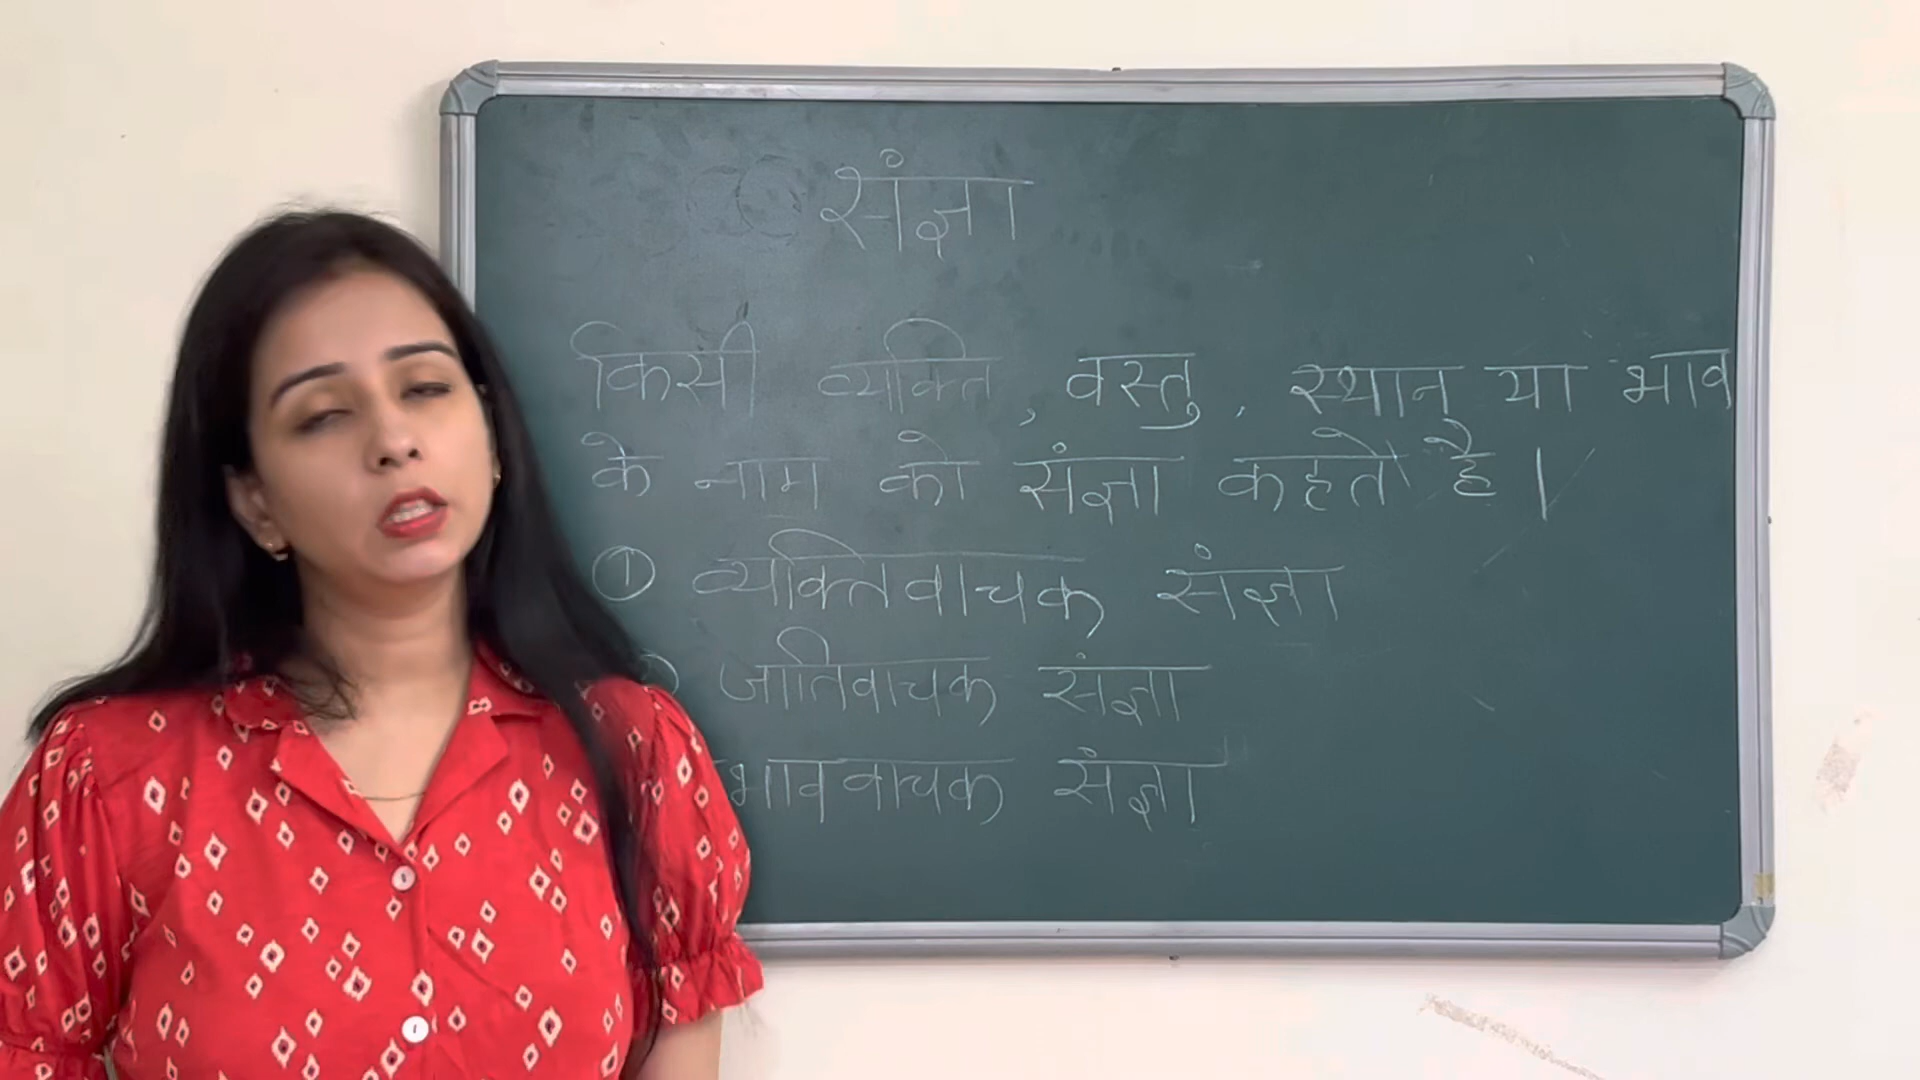 संज्ञा
किसी व्यक्ति, वस्तु, स्थान या भाव
के नाम को संज्ञा कहते है।
① व्यक्तिवाचक संज्ञा
जातिवाचक संज्ञा
भाववाचक संज्ञा